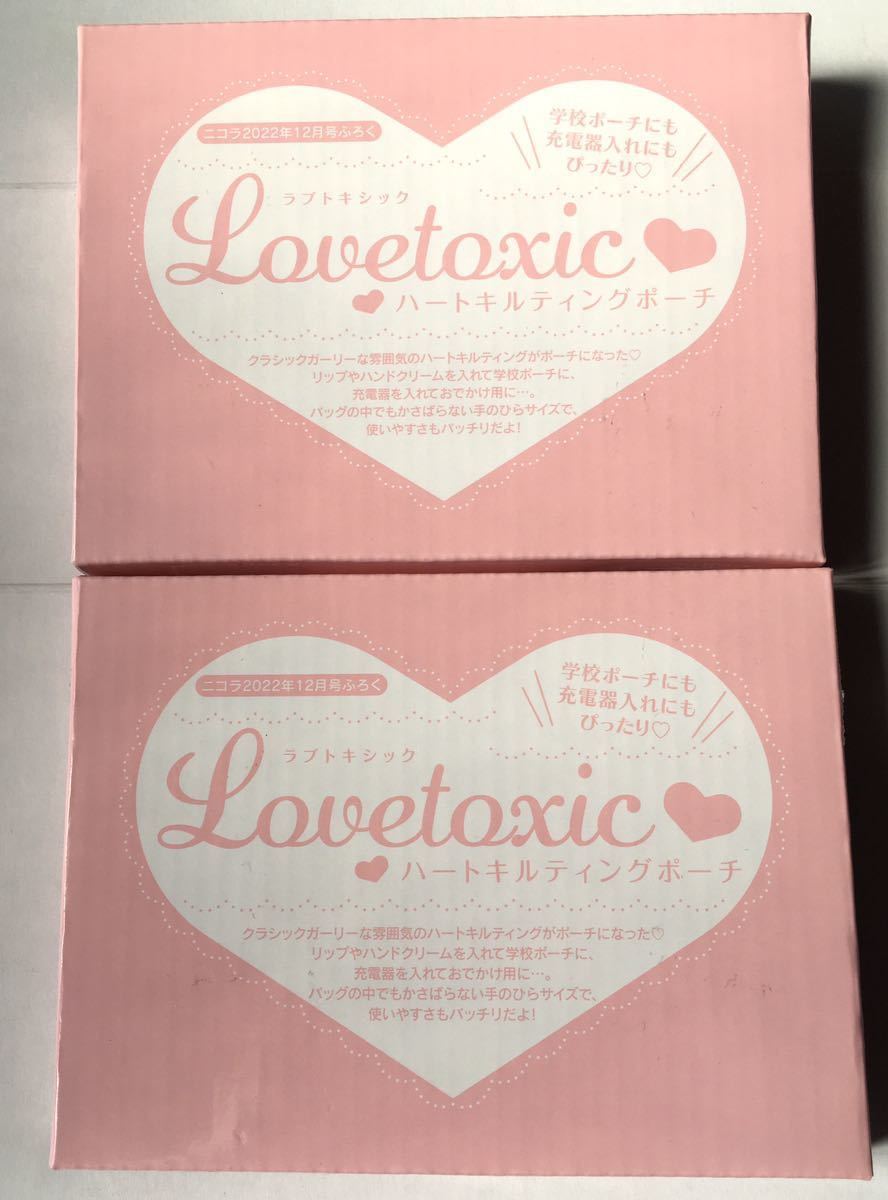 ニコラ2022年12月号ふろく
学校ポーチにも
充電器入れにも
ぴったり♡
ラブトキシック
Lovetoxic
ハートキルティングポーチ
クラシックガーリーな雰囲気のハートキルティングがポーチになった♡
リップやハンドクリームを入れて学校ポーチに、
充電器を入れておでかけ用に…。
バッグの中でもかさばらない手のひらサイズで、
使いやすさもバッチリだよ!
ニコラ2022年12月号ふろく
学校ポーチにも
充電器入れにも
ぴったり♡
ラブトキシック
Lovetoxic
ハートキルティングポーチ
クラシックガーリーな雰囲気のハートキルティングがポーチになった♡
リップやハンドクリームを入れて学校ポーチに、
充電器を入れておでかけ用に…。
バッグの中でもかさばらない手のひらサイズで、
使いやすさもバッチリだよ!